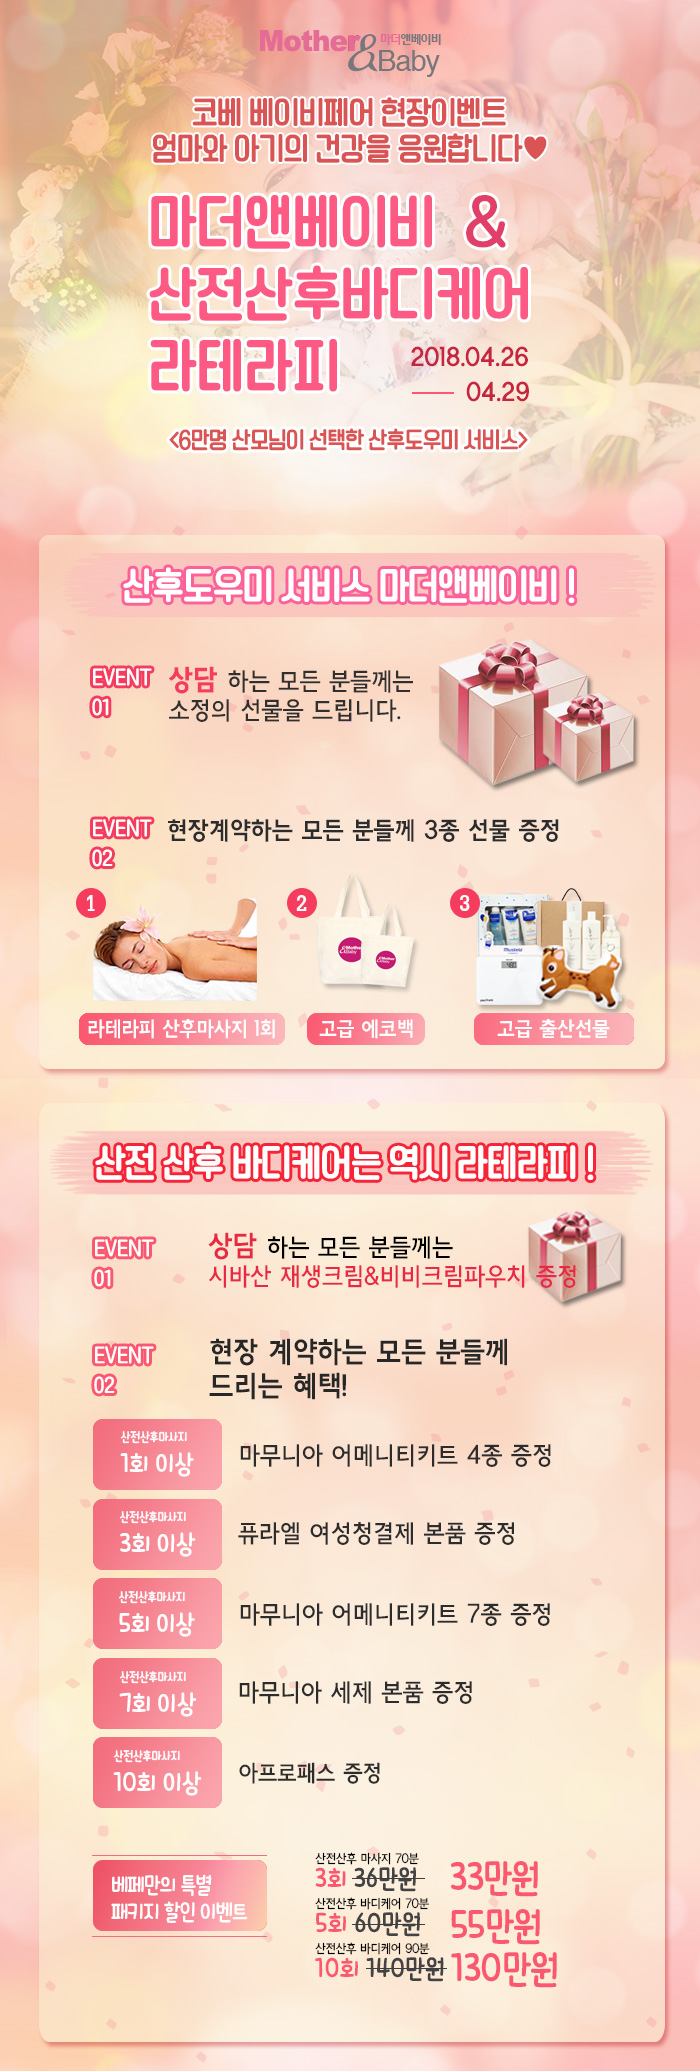 Mother
&Baby
마더앤베이비
코베 베이비페어 현장이벤트
엄마와 아기의 건강을 응원합니다♥
마더앤베이비 &
산전산후바디케어
라테라피
2018.04.26
— 04.29
<6만명 산모님이 선택한 산후도우미 서비스>
산후도우미 서비스 마더앤베이비 !
EVENT
01
상담 하는 모든 분들께는
소정의 선물을 드립니다.
EVENT
02
현장계약하는 모든 분들께 3종 선물 증정
1
2
3
Mother
&Baby
Mother
&Baby
mustela
라테라피 산후마사지 1회
고급 에코백
고급 출산선물
산전 산후 바디케어는 역시 라테라피 !
EVENT
01
상담 하는 모든 분들께는
시바산 재생크림&비비크림파우치 증정
EVENT
02
현장 계약하는 모든 분들께
드리는 혜택!
산전산후마사지
1회 이상
마무니아 어메니티키트 4종 증정
산전산후마사지
3회 이상
퓨라엘 여성청결제 본품 증정
산전산후마사지
5회 이상
마무니아 어메니티키트 7종 증정
산전산후마사지
7회 이상
마무니아 세제 본품 증정
산전산후마사지
10회 이상
아프로패스 증정
베페만의 특별
패키지 할인 이벤트
산전산후 마사지 70분
3회 36만원 33만원
산전산후 바디케어 70분
5회 60만원 55만원
산전산후 바디케어 90분
10회 140만원 130만원